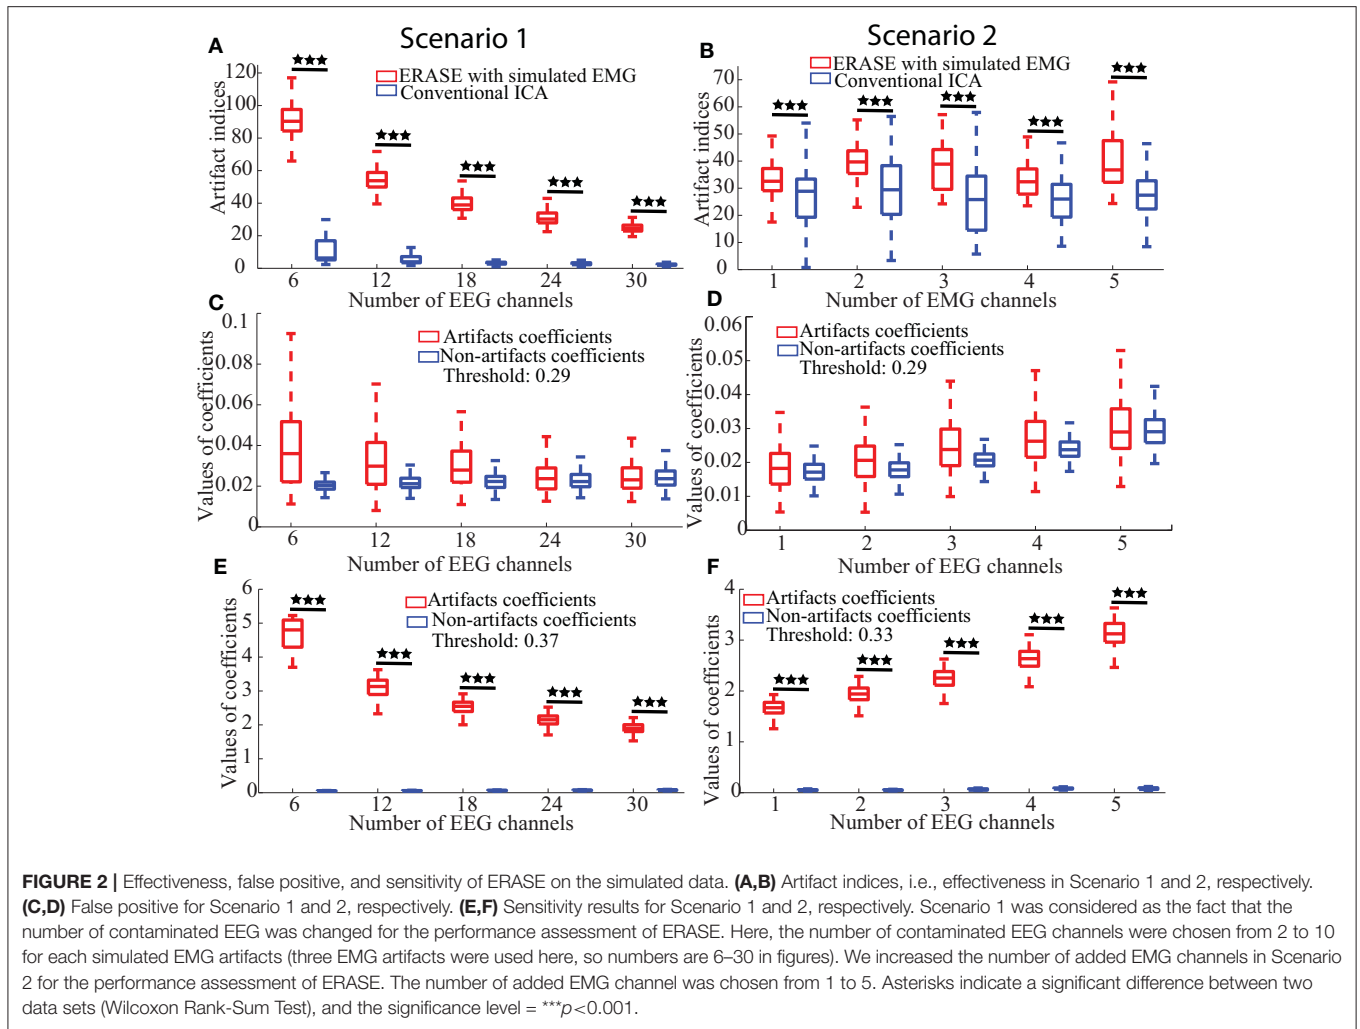 Scenario 1
Scenario 2
A
★★★
ERASE with simulated EMG
Conventional ICA
★★★
★★★
★★★
★★★
Artifact indices
120
100
80
60
40
20
0
6 12 18 24 30
Number of EEG channels
B
ERASE with simulated EMG
Conventional ICA
★★★
★★★
★★★
★★★
★★★
Artifact indices
70
60
50
40
30
20
10
0
1 2 3 4 5
Number of EMG channels
C
Artifacts coefficients
Non-artifacts coefficients
Threshold: 0.29
Values of coefficients
0.1
0.08
0.06
0.04
0.02
0
6 12 18 24 30
Number of EEG channels
D
Artifacts coefficients
Non-artifacts coefficients
Threshold: 0.29
Values of coefficients
0.06
0.05
0.04
0.03
0.02
0.01
0
1 2 3 4 5
Number of EEG channels
E
★★★
Artifacts coefficients
Non-artifacts coefficients
Threshold: 0.37
★★★
★★★
★★★
★★★
Values of coefficients
6
5
4
3
2
1
0
6 12 18 24 30
Number of EEG channels
F
Artifacts coefficients
Non-artifacts coefficients
Threshold: 0.33
★★★
★★★
★★★
★★★
★★★
Values of coefficients
4
3
2
1
0
1 2 3 4 5
Number of EEG channels
FIGURE 2 | Effectiveness, false positive, and sensitivity of ERASE on the simulated data. (A,B) Artifact indices, i.e., effectiveness in Scenario 1 and 2, respectively.
(C,D) False positive for Scenario 1 and 2, respectively. (E,F) Sensitivity results for Scenario 1 and 2, respectively. Scenario 1 was considered as the fact that the
number of contaminated EEG was changed for the performance assessment of ERASE. Here, the number of contaminated EEG channels were chosen from 2 to 10
for each simulated EMG artifacts (three EMG artifacts were used here, so numbers are 6–30 in figures). We increased the number of added EMG channels in Scenario
2 for the performance assessment of ERASE. The number of added EMG channel was chosen from 1 to 5. Asterisks indicate a significant difference between two
data sets (Wilcoxon Rank-Sum Test), and the significance level = ***p<0.001.